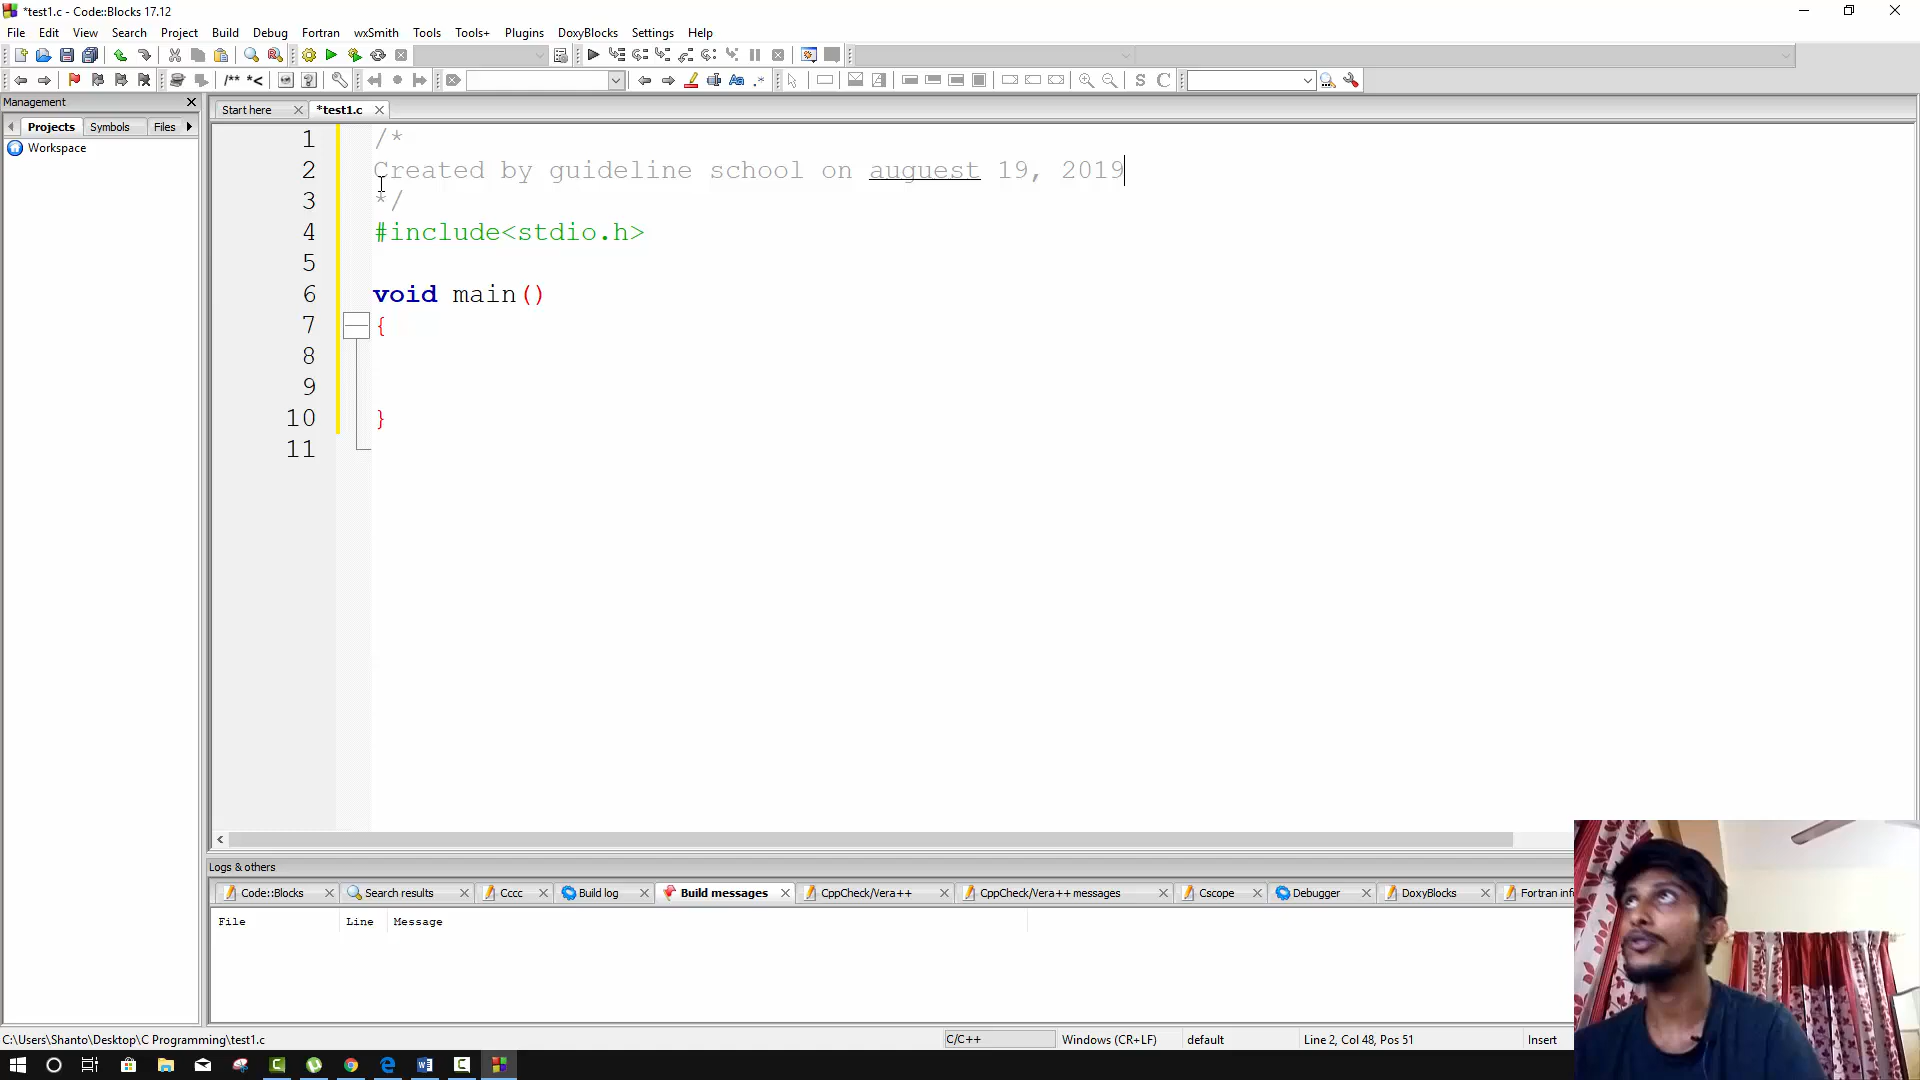 *test1.c - Code::Blocks 17.12
File Edit View Search Project Build Debug Fortran wxSmith Tools Tools+ Plugins DoxyBlocks Settings Help
/** *<
Management
Start here *test1.c
Projects Symbols Files
Workspace
1 /*
2 Created by guideline school on auguest 19, 2019
3 */
4 #include<stdio.h>
5
6 void main()
7 {
8
9
10 }
11
Logs & others
Code::Blocks Search results Cccc Build log Build messages CppCheck/Vera++ CppCheck/Vera++ messages Cscope Debugger DoxyBlocks Fortran inf
File Line Message
C:\Users\Shanto\Desktop\C Programming\test1.c C/C++ Windows (CR+LF) default Line 2, Col 48, Pos 51 Insert